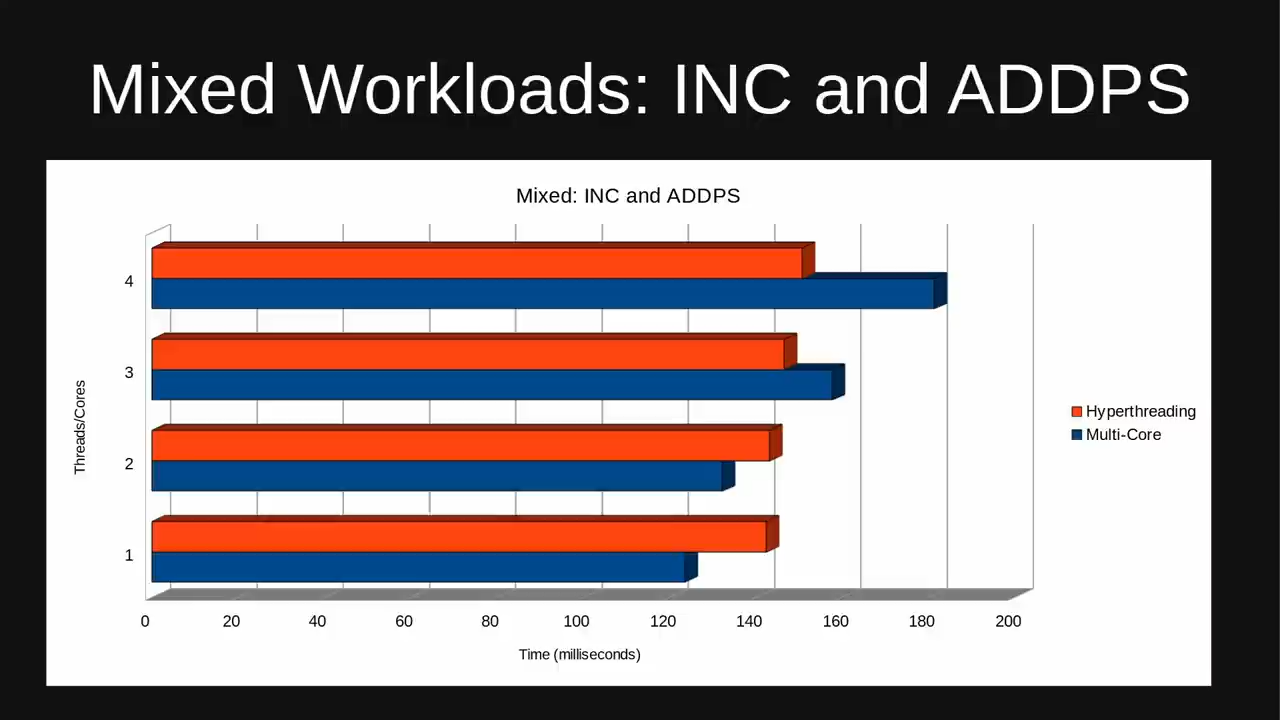 Mixed Workloads: INC and ADDPS
Mixed: INC and ADDPS
4
3
2
1
Threads/Cores
Hyperthreading
Multi-Core
0 20 40 60 80 100 120 140 160 180 200
Time (milliseconds)